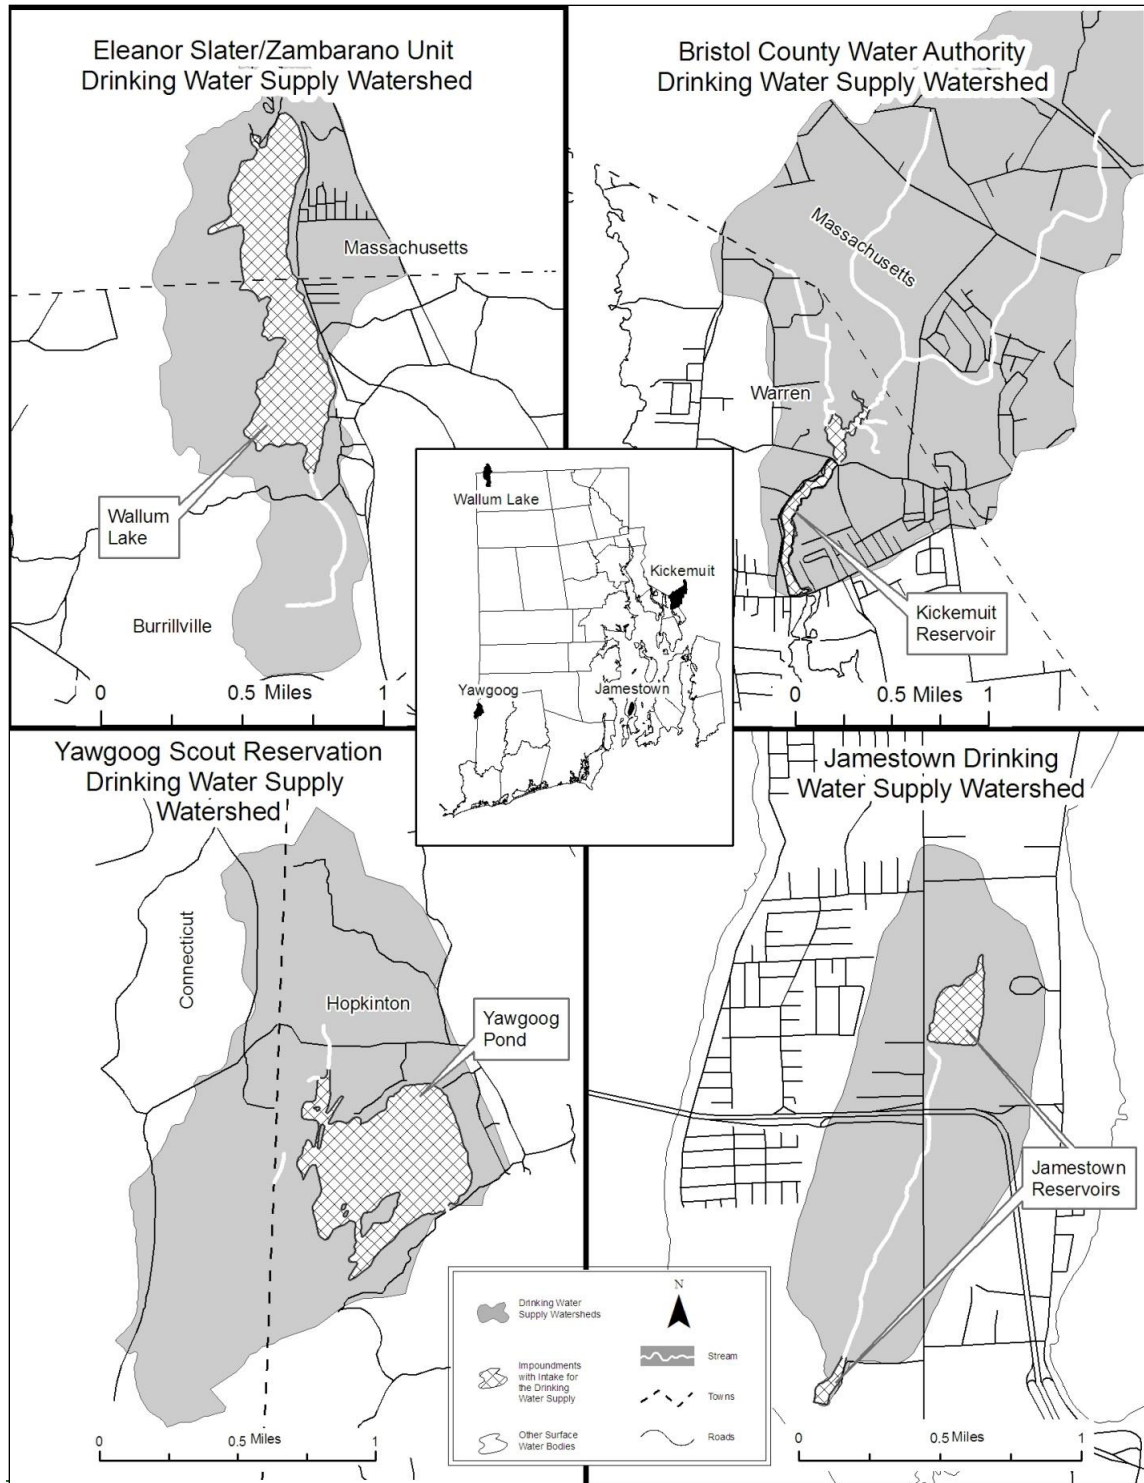 Eleanor Slater/Zambarano Unit
Drinking Water Supply Watershed
Massachusetts
Wallum
Lake
Burrillville
0
0.5 Miles
1
Bristol County Water Authority
Drinking Water Supply Watershed
Massachusetts
Warren
Kickemuit
Reservoir
0
0.5 Miles
1
Wallum Lake
Kickemuit
Yawgoog
Jamestown
Yawgoog Scout Reservation
Drinking Water Supply
Watershed
Connecticut
Hopkinton
Yawgoog
Pond
0
0.5 Miles
1
Jamestown Drinking
Water Supply Watershed
Jamestown
Reservoirs
0
0.5 Miles
1
Drinking Water
Supply Watersheds
Impoundments
with Intake for
the Drinking
Water Supply
Other Surface
Water Bodies
N
Stream
Towns
Roads